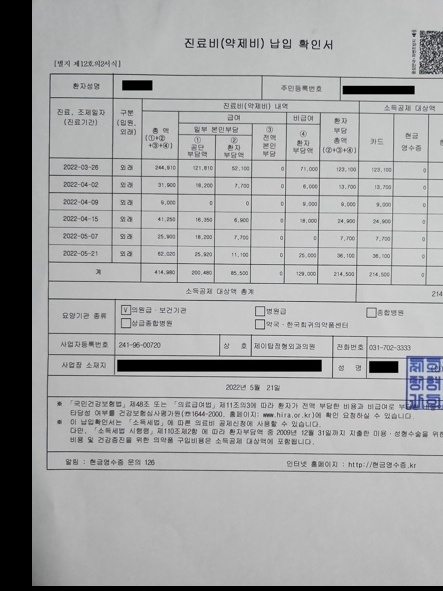 진료비(약제비) 납입 확인서
[별지 제12호의2서식]
환자성명 주민등록번호
진료, 조제일자 (진료기간) 구분 (입원, 외래) 진료비(약제비) 내역 소득공제 대상액
총 액 (①+② +③+④) 급여 비급여 환자 부담 총액 (②+③+④) 카드 현금 영수증
일부 본인부담 ③ 전액 본인 부담 ④ 환자 부담액
① 공단 부담액 ② 환자 부담액
2022-03-26 외래 244,910 121,810 52,100 0 71,000 123,100 123,100 0
2022-04-02 외래 31,900 18,200 7,700 0 6,000 13,700 13,700 0
2022-04-09 외래 9,000 0 0 0 9,000 9,000 9,000 0
2022-04-15 외래 41,250 16,350 6,900 0 18,000 24,900 24,900 0
2022-05-07 외래 25,900 18,200 7,700 0 0 7,700 7,700 0
2022-05-21 외래 62,020 25,920 11,100 0 25,000 36,100 36,100 0
계 414,980 200,480 85,500 0 129,000 214,500 214,500 0
소득공제 대상액 총계 214
요양기관 종류 V 의원급·보건기관 병원급 종합병원
상급종합병원 약국·한국희귀의약품센터
사업자등록번호 241-96-00720 상 호 제이탑정형외과의원 전화번호 031-702-3333
사업장 소재지 성 명
2022년 5월 21일
※ 「국민건강보험법」제48조 또는 「의료급여법」제11조의3에 따라 환자가 전액 부담한 비용과 비급여로
타당성 여부를 건강보험심사평가원(☎1644-2000, 홈페이지: www.hira.or.kr)에 확인 요청하실 수 있습니다.
※ 이 납입확인서는 「소득세법」에 따른 의료비 공제신청에 사용할 수 있습니다.
다만, 「소득세법 시행령」제110조제2항 에 따라 환자부담액 중 2009년 12월 31일까지 지출한 미용·성형수술을 위한
비용 및 건강증진을 위한 의약품 구입비용은 소득공제 대상액에 포함됩니다.
알림 : 현금영수증 문의 126 인터넷 홈페이지 : http://현금영수증.kr